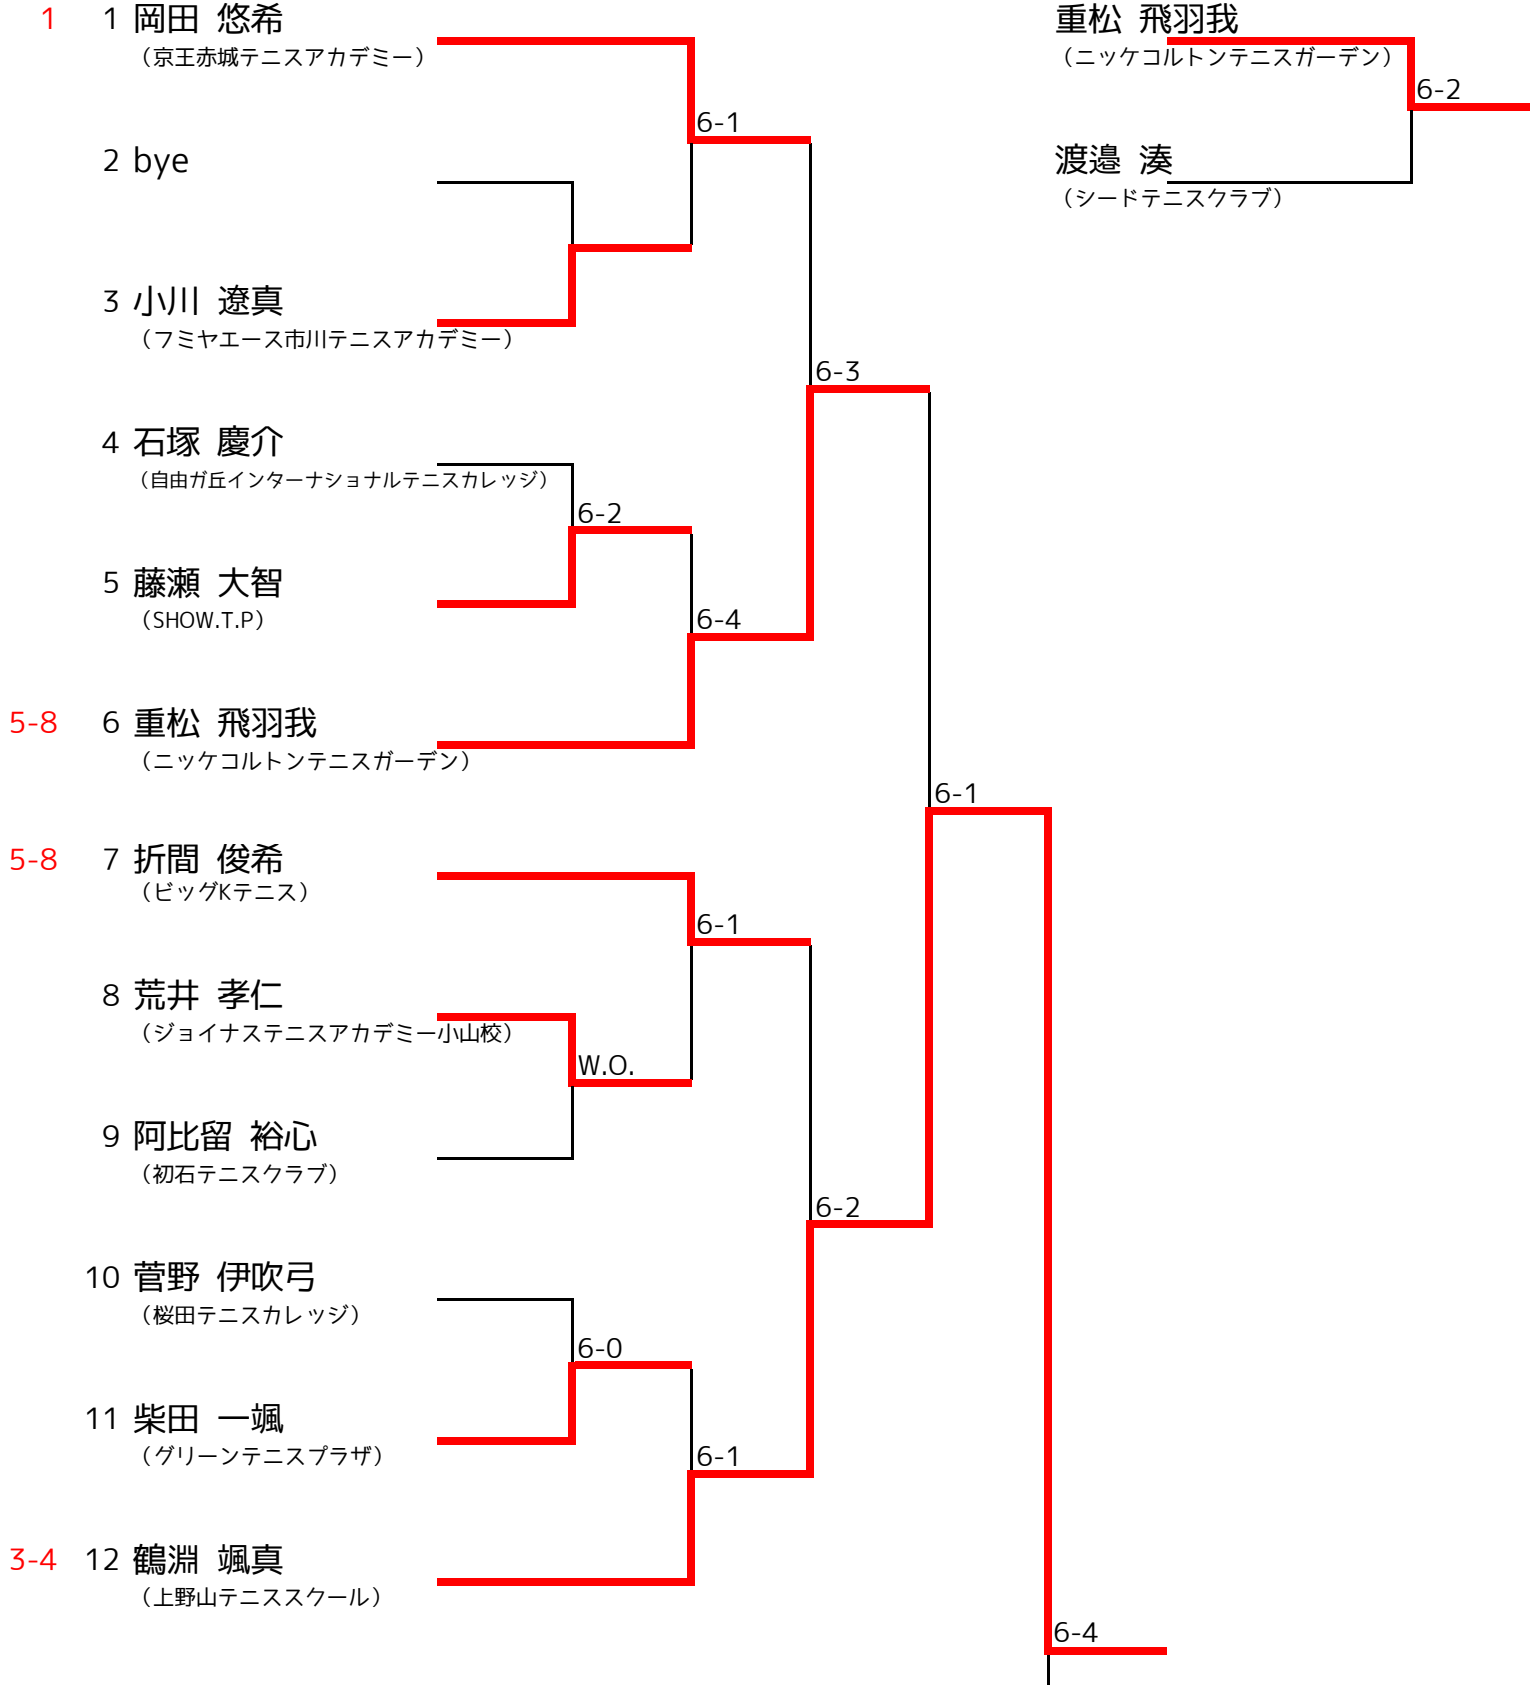 1 1 岡田 悠希
（京王赤城テニスアカデミー）
6-1
2 bye
3 小川 遼真
（フミヤエース市川テニスアカデミー）
6-3
4 石塚 慶介
（自由ガ丘インターナショナルテニスカレッジ）
6-2
5 藤瀬 大智
（SHOW.T.P）
6-4
5-8 6 重松 飛羽我
（ニッケコルトンテニスガーデン）
6-1
5-8 7 折間 俊希
（ビッグKテニス）
6-1
8 荒井 孝仁
（ジョイナステニスアカデミー小山校）
W.O.
9 阿比留 裕心
（初石テニスクラブ）
6-2
10 菅野 伊吹弓
（桜田テニスカレッジ）
6-0
11 柴田 一颯
（グリーンテニスプラザ）
6-1
3-4 12 鶴淵 颯真
（上野山テニススクール）
6-4
重松 飛羽我
（ニッケコルトンテニスガーデン）
6-2
渡邉 湊
（シードテニスクラブ）